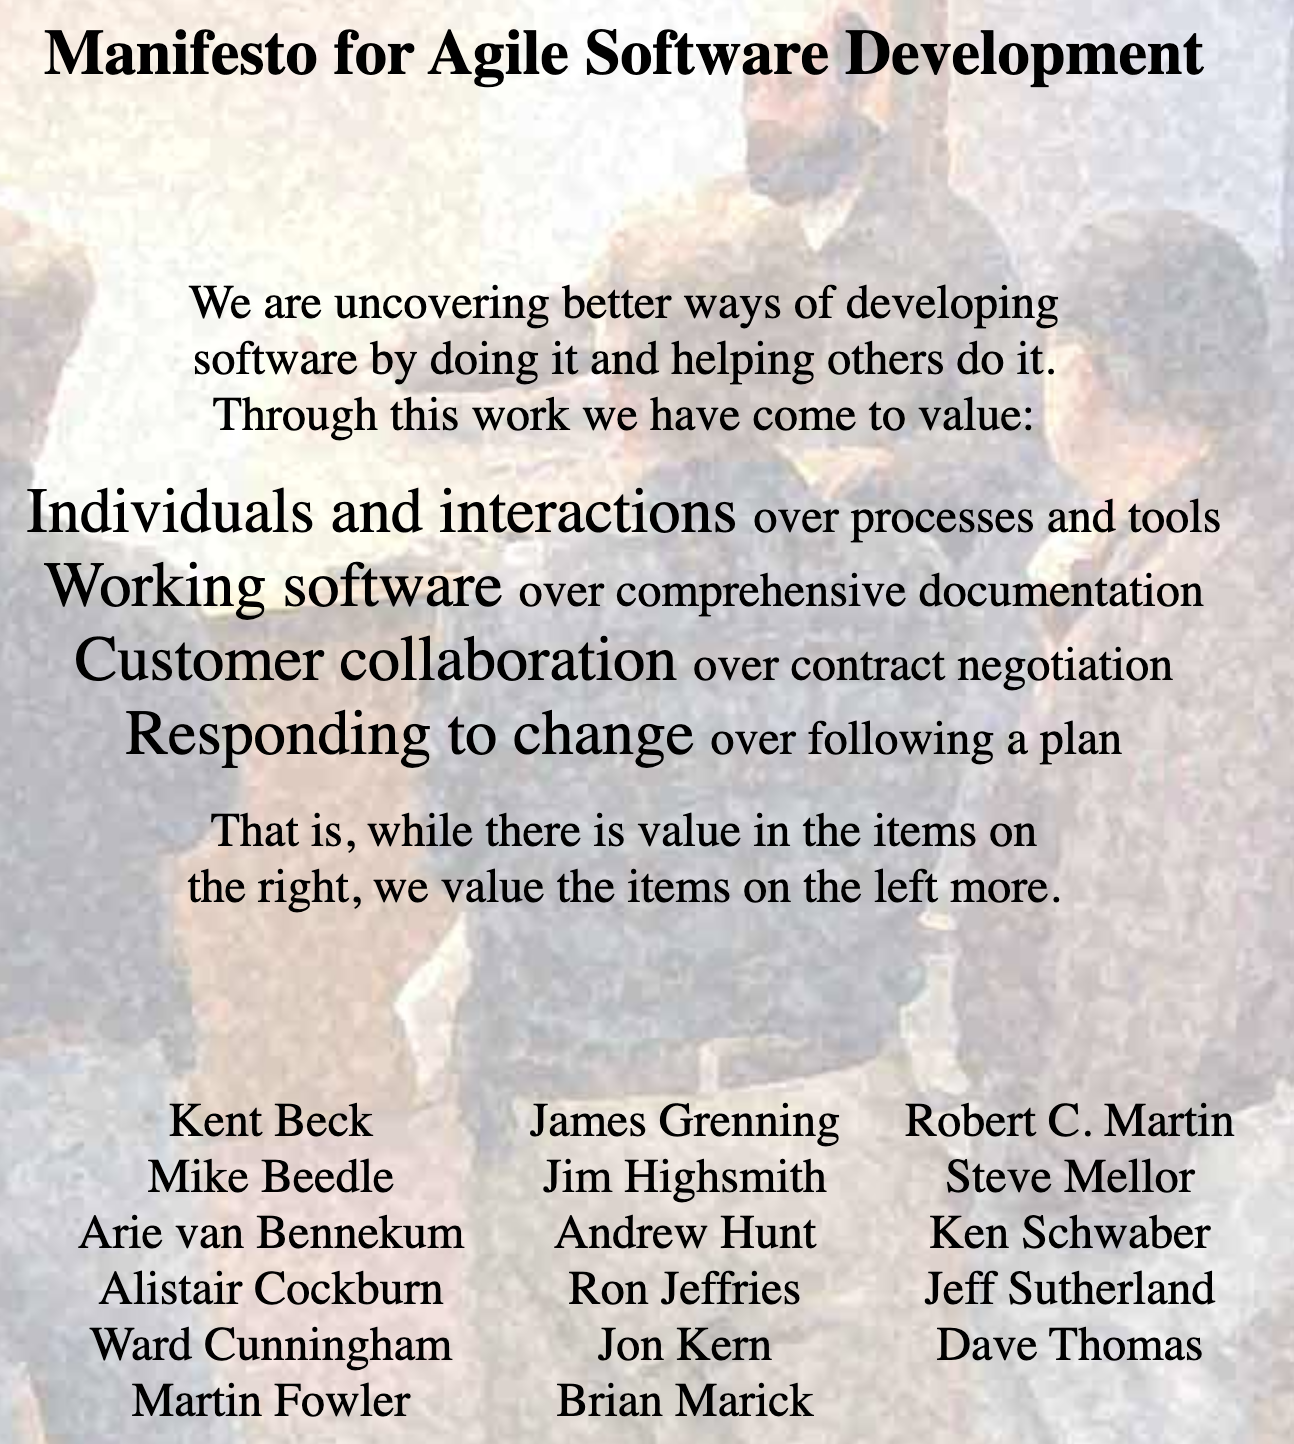 Manifesto for Agile Software Development
We are uncovering better ways of developing
software by doing it and helping others do it.
Through this work we have come to value:
Individuals and interactions over processes and tools
Working software over comprehensive documentation
Customer collaboration over contract negotiation
Responding to change over following a plan
That is, while there is value in the items on
the right, we value the items on the left more.
Kent Beck
Mike Beedle
Arie van Bennekum
Alistair Cockburn
Ward Cunningham
Martin Fowler
James Grenning
Jim Highsmith
Andrew Hunt
Ron Jeffries
Jon Kern
Brian Marick
Robert C. Martin
Steve Mellor
Ken Schwaber
Jeff Sutherland
Dave Thomas